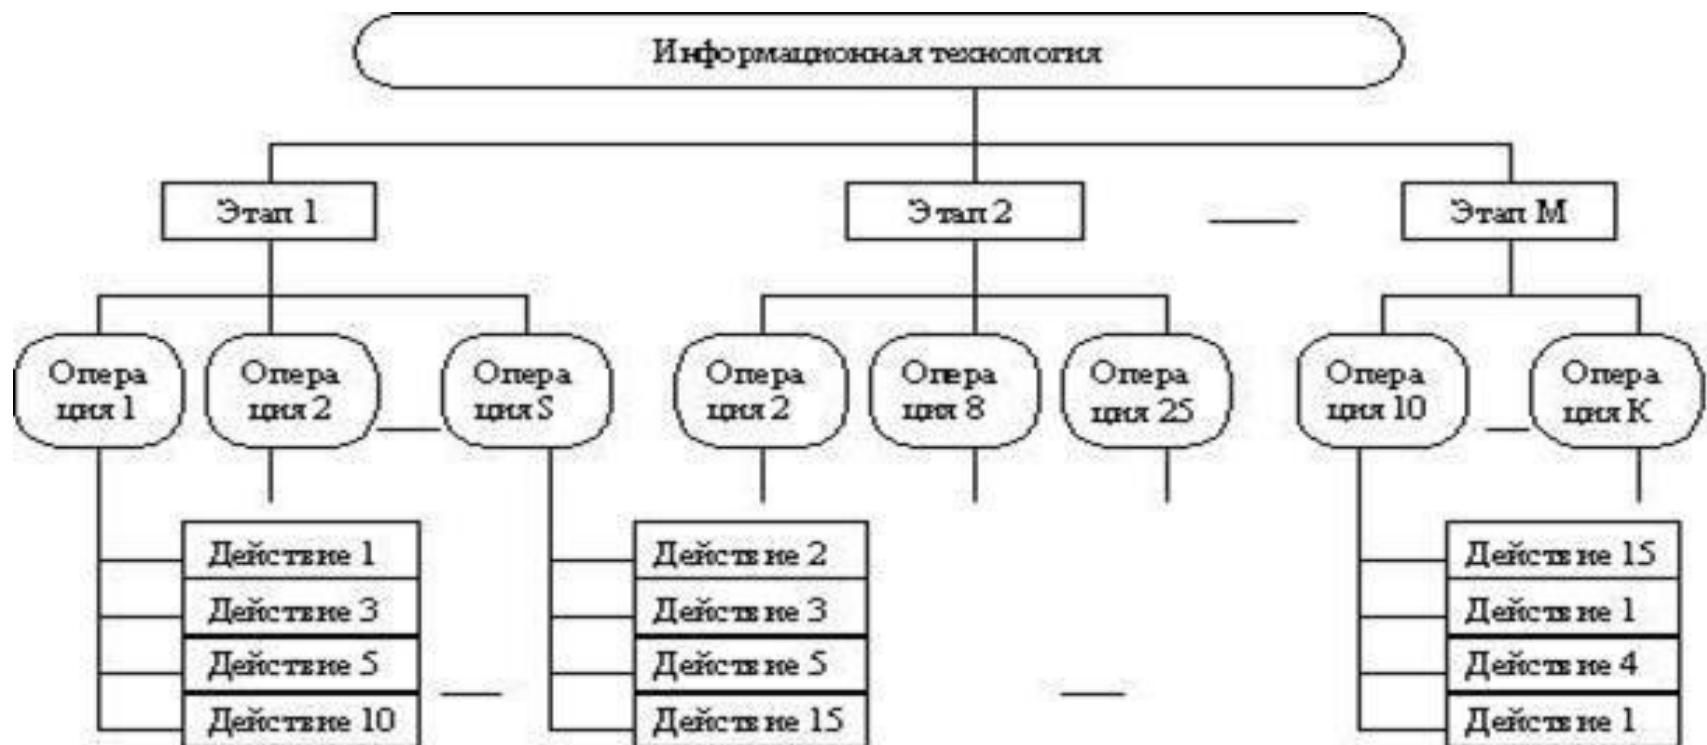 Информационная технология
Этап 1
Этап 2
Этап М
Опера
ция 1
Опера
ция 2
Опера
ция S
Опера
ция 2
Опера
ция 8
Опера
ция 25
Опера
ция 10
Опера
ция К
Действие 1
Действие 3
Действие 5
Действие 10
Действие 2
Действие 3
Действие 5
Действие 15
Действие 15
Действие 1
Действие 4
Действие 1